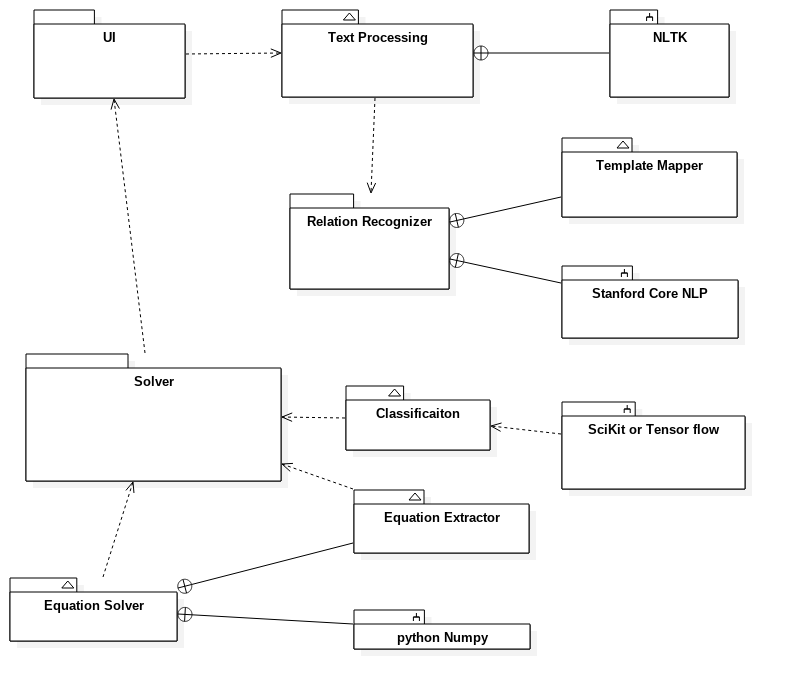 UI
Text Processing
NLTK
Template Mapper
Relation Recognizer
Stanford Core NLP
Solver
Classificaiton
SciKit or Tensor flow
Equation Extractor
Equation Solver
python Numpy